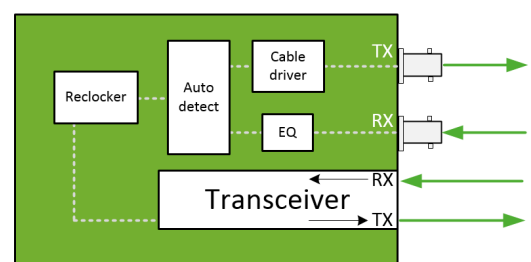 TX
Cable
driver
Reclocker
Auto
detect
RX
EQ
RX
Transceiver
TX